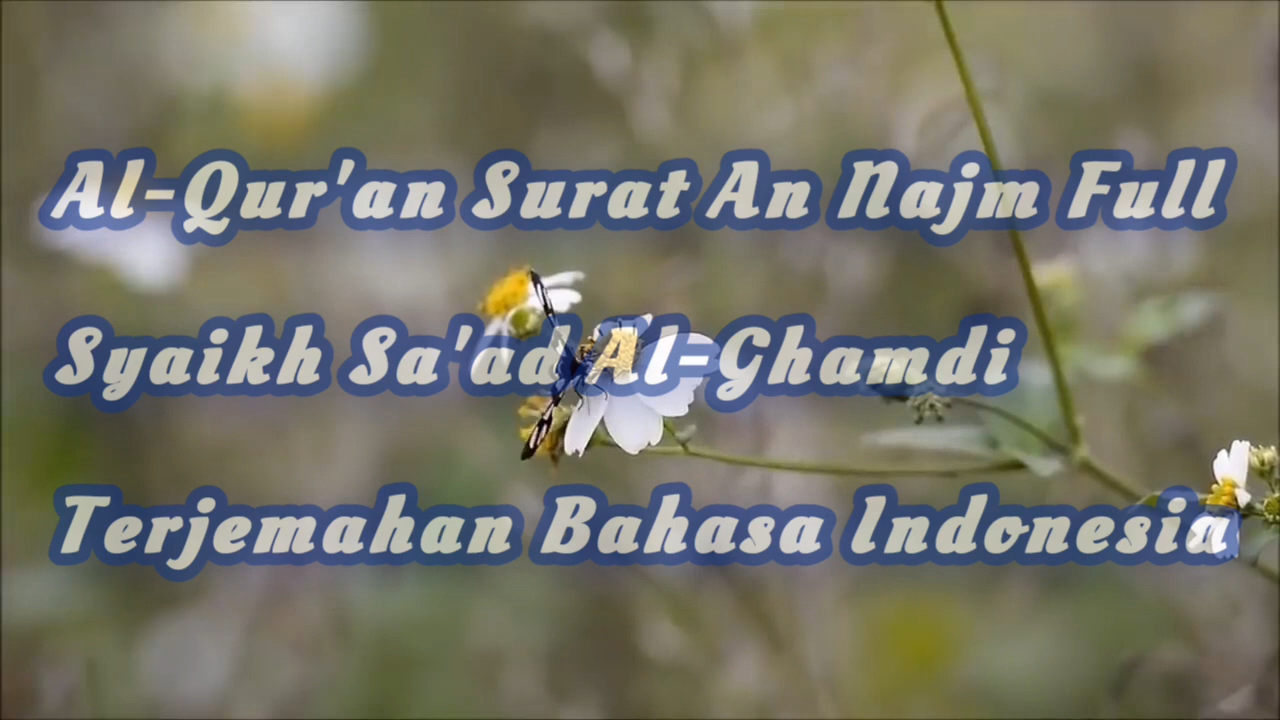 Al-Qur'an Surat An Najm Full
Syaikh Sa'ad Al-Ghamdi
Terjemahan Bahasa Indonesia